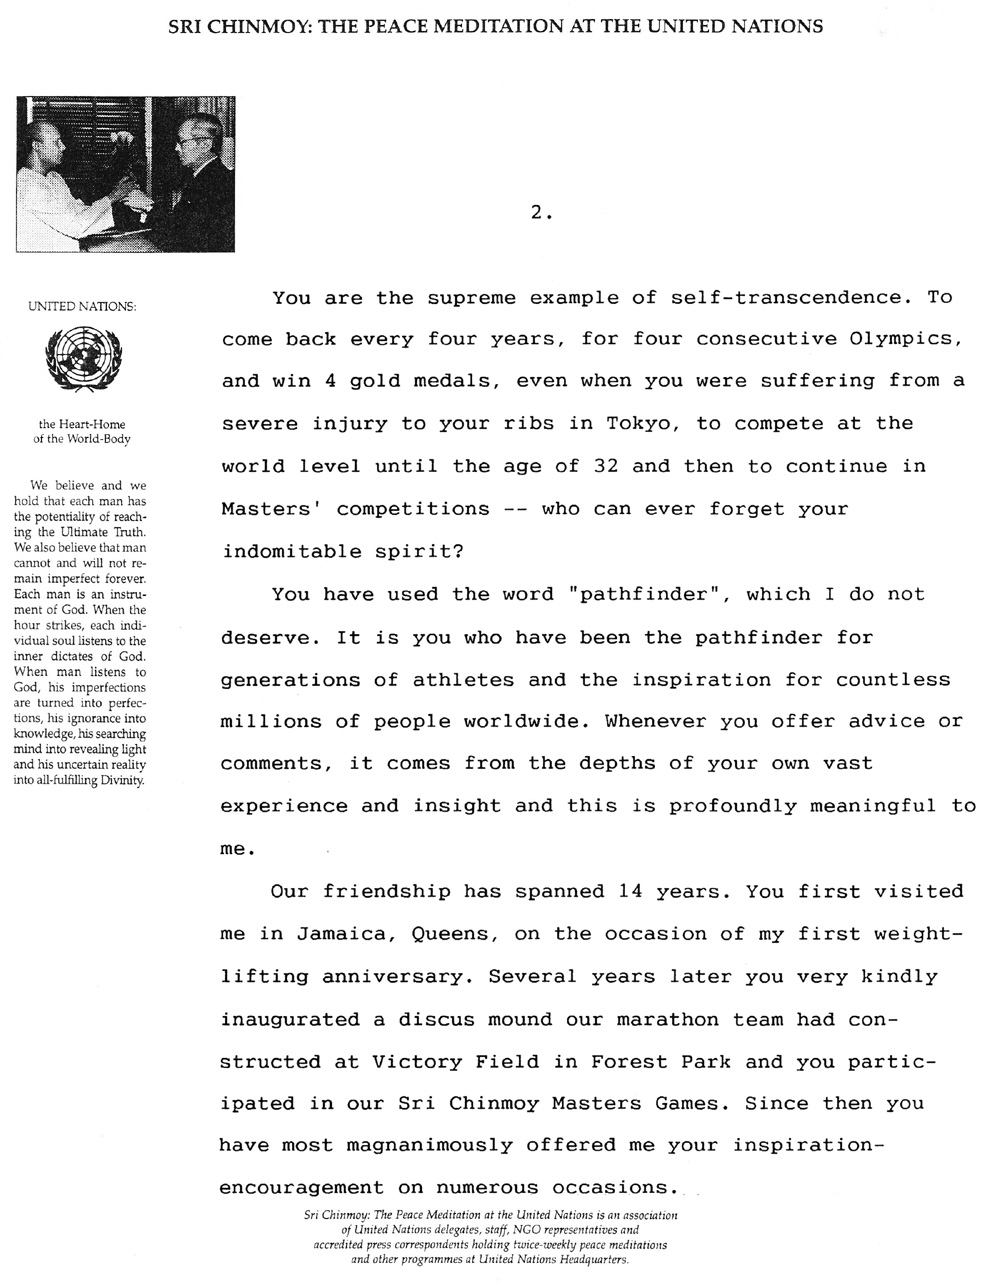 SRI CHINMOY: THE PEACE MEDITATION AT THE UNITED NATIONS
2.
UNITED NATIONS:
the Heart-Home
of the World-Body
We believe and we
hold that each man has
the potentiality of reach-
ing the Ultimate Truth.
We also believe that man
cannot and will not re-
main imperfect forever.
Each man is an instru-
ment of God. When the
hour strikes, each indi-
vidual soul listens to the
inner dictates of God.
When man listens to
God, his imperfections
are turned into perfec-
tions, his ignorance into
knowledge, his searching
mind into revealing light
and his uncertain reality
into all-fulfilling Divinity.
You are the supreme example of self-transcendence. To
come back every four years, for four consecutive Olympics,
and win 4 gold medals, even when you were suffering from a
severe injury to your ribs in Tokyo, to compete at the
world level until the age of 32 and then to continue in
Masters' competitions -- who can ever forget your
indomitable spirit?
You have used the word "pathfinder", which I do not
deserve. It is you who have been the pathfinder for
generations of athletes and the inspiration for countless
millions of people worldwide. Whenever you offer advice or
comments, it comes from the depths of your own vast
experience and insight and this is profoundly meaningful to
me.
Our friendship has spanned 14 years. You first visited
me in Jamaica, Queens, on the occasion of my first weight-
lifting anniversary. Several years later you very kindly
inaugurated a discus mound our marathon team had con-
structed at Victory Field in Forest Park and you partic-
ipated in our Sri Chinmoy Masters Games. Since then you
have most magnanimously offered me your inspiration-
encouragement on numerous occasions.
Sri Chinmoy: The Peace Meditation at the United Nations is an association
of United Nations delegates, staff, NGO representatives and
accredited press correspondents holding twice-weekly peace meditations
and other programmes at United Nations Headquarters.